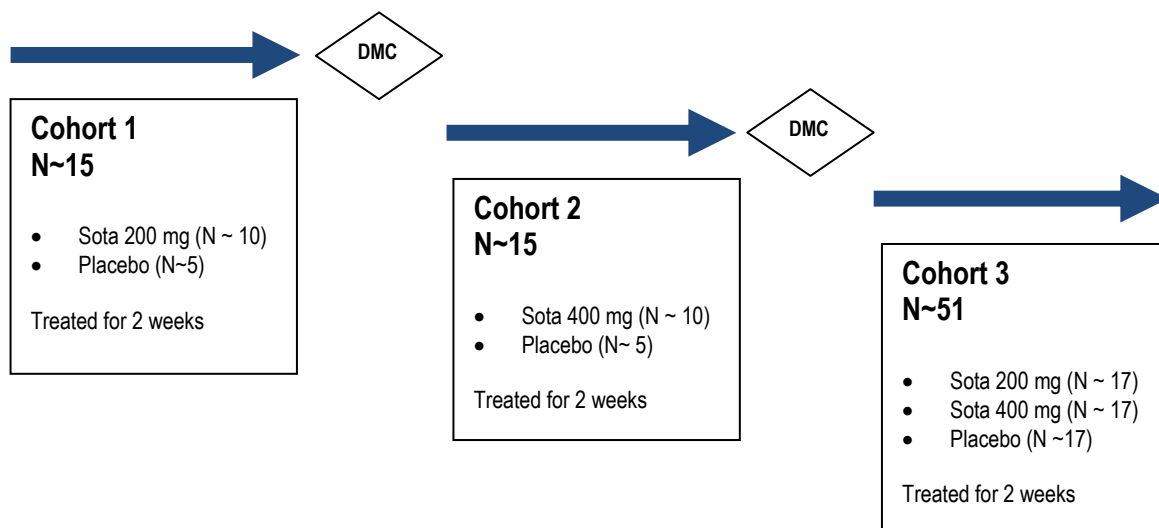 DMC
Cohort 1
N~15
• Sota 200 mg (N ~ 10)
• Placebo (N~5)
Treated for 2 weeks
DMC
Cohort 2
N~15
• Sota 400 mg (N ~ 10)
• Placebo (N~ 5)
Treated for 2 weeks
Cohort 3
N~51
• Sota 200 mg (N ~ 17)
• Sota 400 mg (N ~ 17)
• Placebo (N ~17)
Treated for 2 weeks